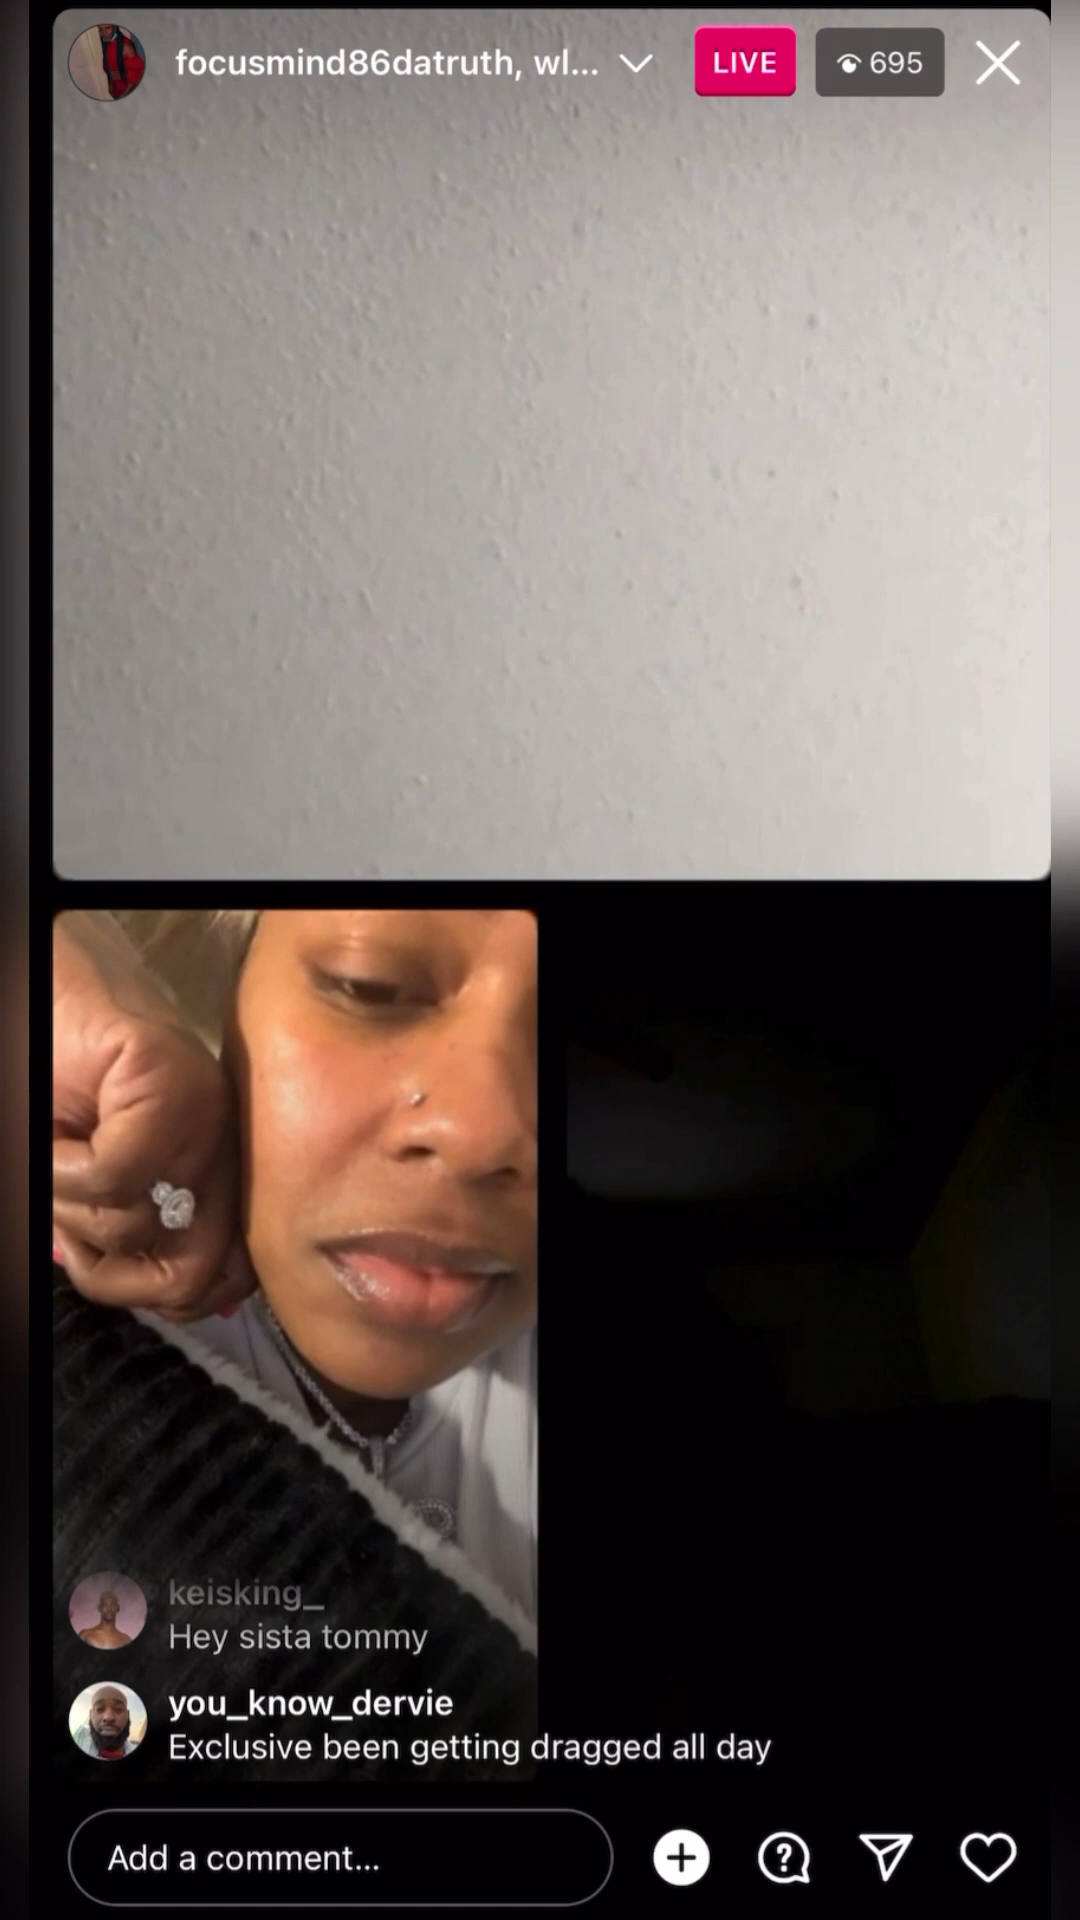 focusmind86datruth, wl...
LIVE
695
keisking_
Hey sista tommy
you_know_dervie
Exclusive been getting dragged all day
Add a comment...